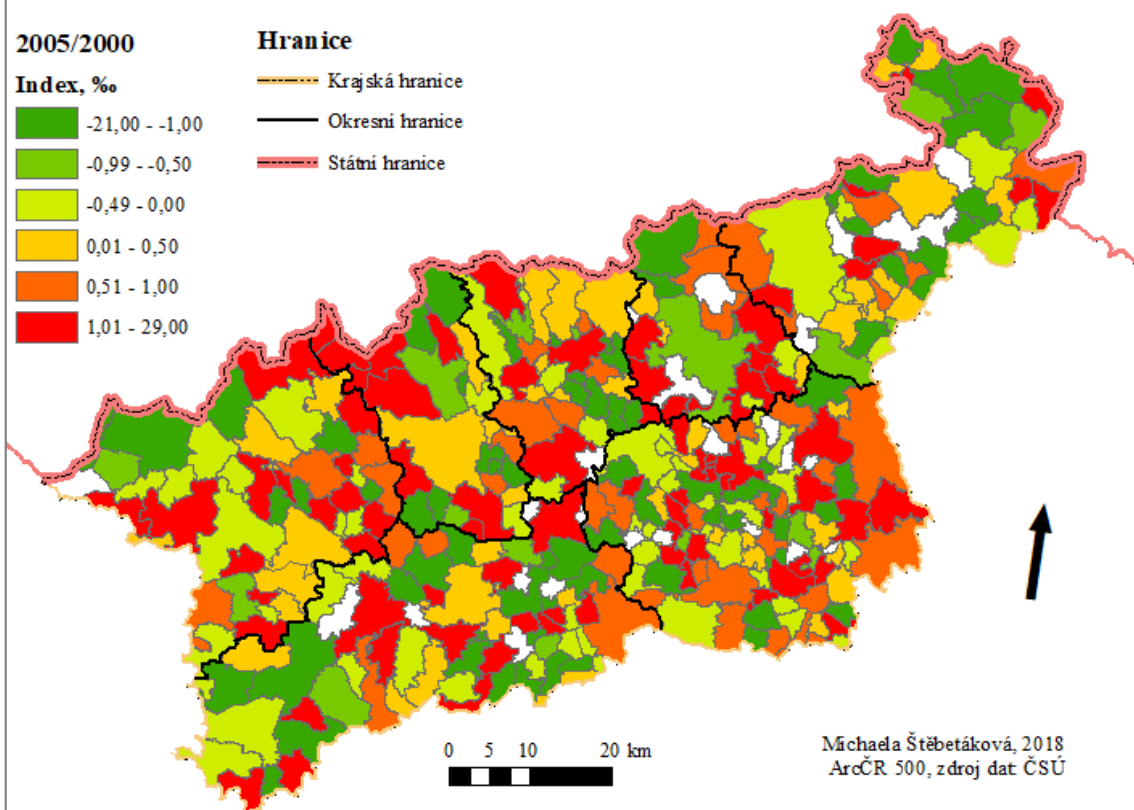 2005/2000
Index, ‰
-21,00 - -1,00
-0,99 - -0,50
-0,49 - 0,00
0,01 - 0,50
0,51 - 1,00
1,01 - 29,00
Hranice
Krajská hranice
Okresní hranice
Státní hranice
0 5 10 20 km
Michaela Štěbetáková, 2018
ArcČR 500, zdroj dat: ČSÚ